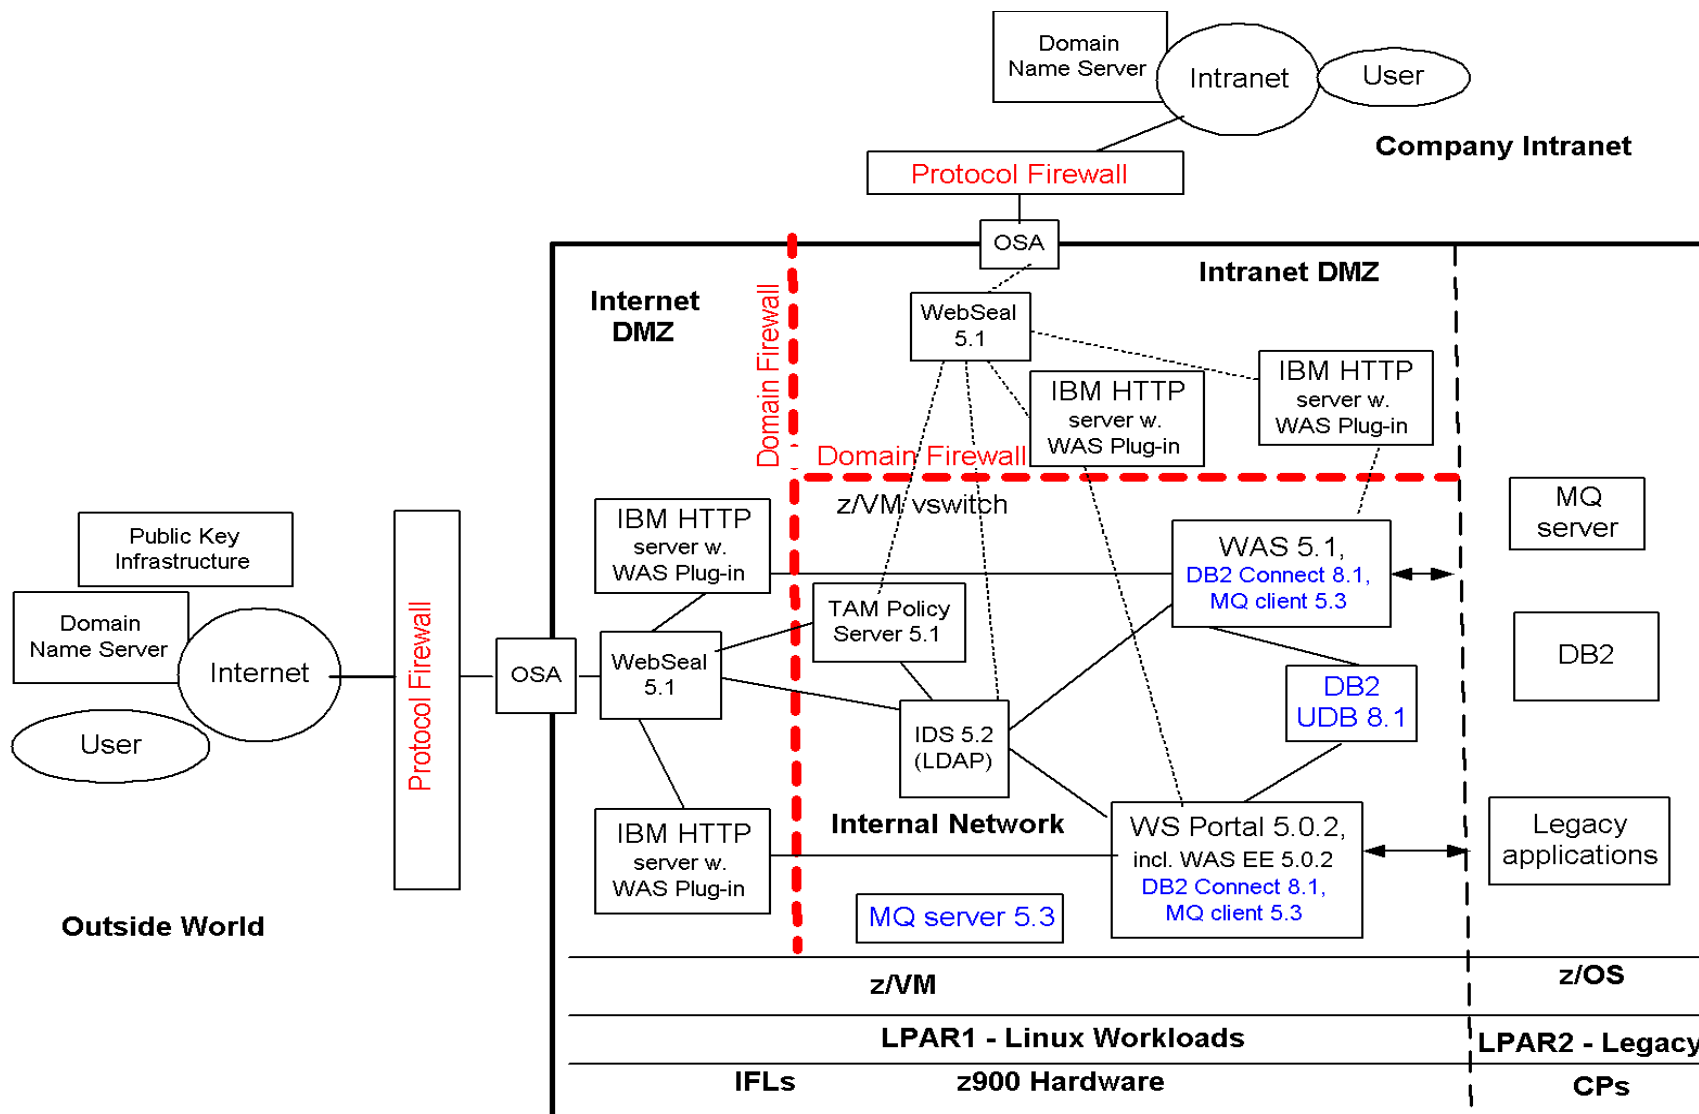 Domain
Name Server
Intranet
User
Company Intranet
Protocol Firewall
OSA
Intranet DMZ
Internet
DMZ
Domain Firewall
WebSeal
5.1
IBM HTTP
server w.
WAS Plug-in
IBM HTTP
server w.
WAS Plug-in
Domain Firewall
z/VM vswitch
MQ
server
IBM HTTP
server w.
WAS Plug-in
Public Key
Infrastructure
WAS 5.1,
DB2 Connect 8.1,
MQ client 5.3
TAM Policy
Server 5.1
Domain
Name Server
Internet
User
Protocol Firewall
OSA
WebSeal
5.1
DB2
DB2
UDB 8.1
IDS 5.2
(LDAP)
Internal Network
IBM HTTP
server w.
WAS Plug-in
WS Portal 5.0.2,
incl. WAS EE 5.0.2
DB2 Connect 8.1,
MQ client 5.3
Legacy
applications
MQ server 5.3
Outside World
z/VM
z/OS
LPAR1 - Linux Workloads
LPAR2 - Legacy
IFLs
z900 Hardware
CPs